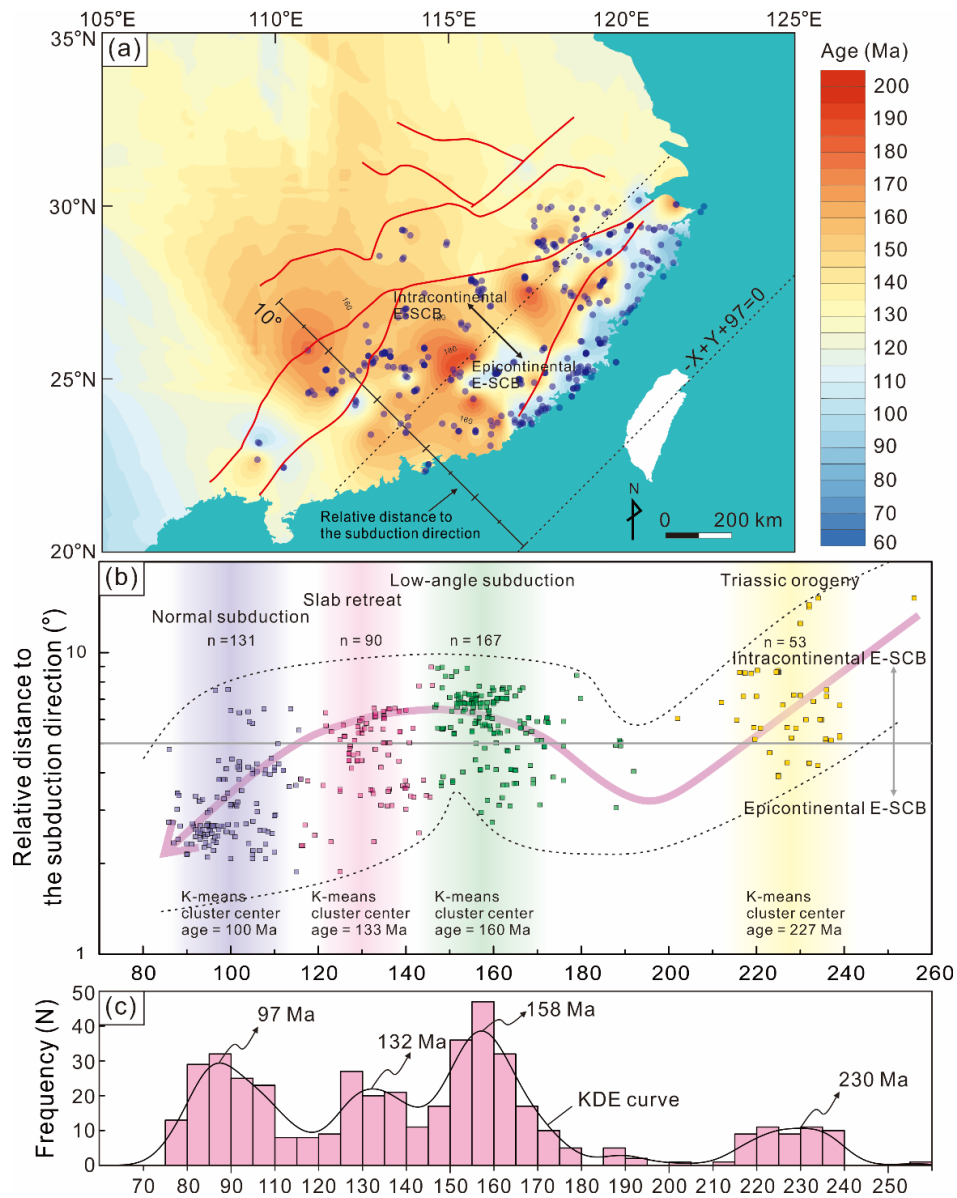 105°E 110°E 115°E 120°E 125°E
35°N
(a)
Age (Ma)
200
190
180
170
160
150
140
130
120
110
100
90
80
70
60
30°N
-X+Y+97=0
160
Intracontinental
E-SCB
10°
180
Epicontinental
E-SCB
25°N
160
Relative distance to
the subduction direction
N
0 200 km
20°N
(b)
Low-angle subduction
Triassic orogeny
Slab retreat
Normal subduction
n=131
n = 90
n = 167
n = 53
10
Intracontinental E-SCB
Relative distance to
the subduction direction (°)
Epicontinental E-SCB
K-means
cluster center
age = 100 Ma
K-means
cluster center
age = 133 Ma
K-means
cluster center
age = 160 Ma
K-means
cluster center
age = 227 Ma
1
80 100 120 140 160 180 200 220 240 260
(c)
50
40
30
20
10
0
Frequency (N)
97 Ma
132 Ma
158 Ma
230 Ma
KDE curve
70 80 90 100 110 120 130 140 150 160 170 180 190 200 210 220 230 240 250